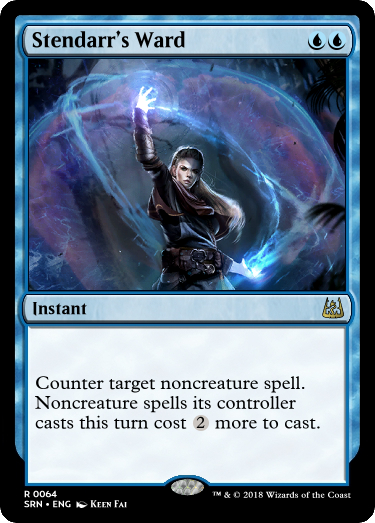 Stendarr's Ward
Instant
Counter target noncreature spell.
Noncreature spells its controller
casts this turn cost 2 more to cast.
R 0064
SRN • ENG Keen Fai
™ & © 2018 Wizards of the Coast